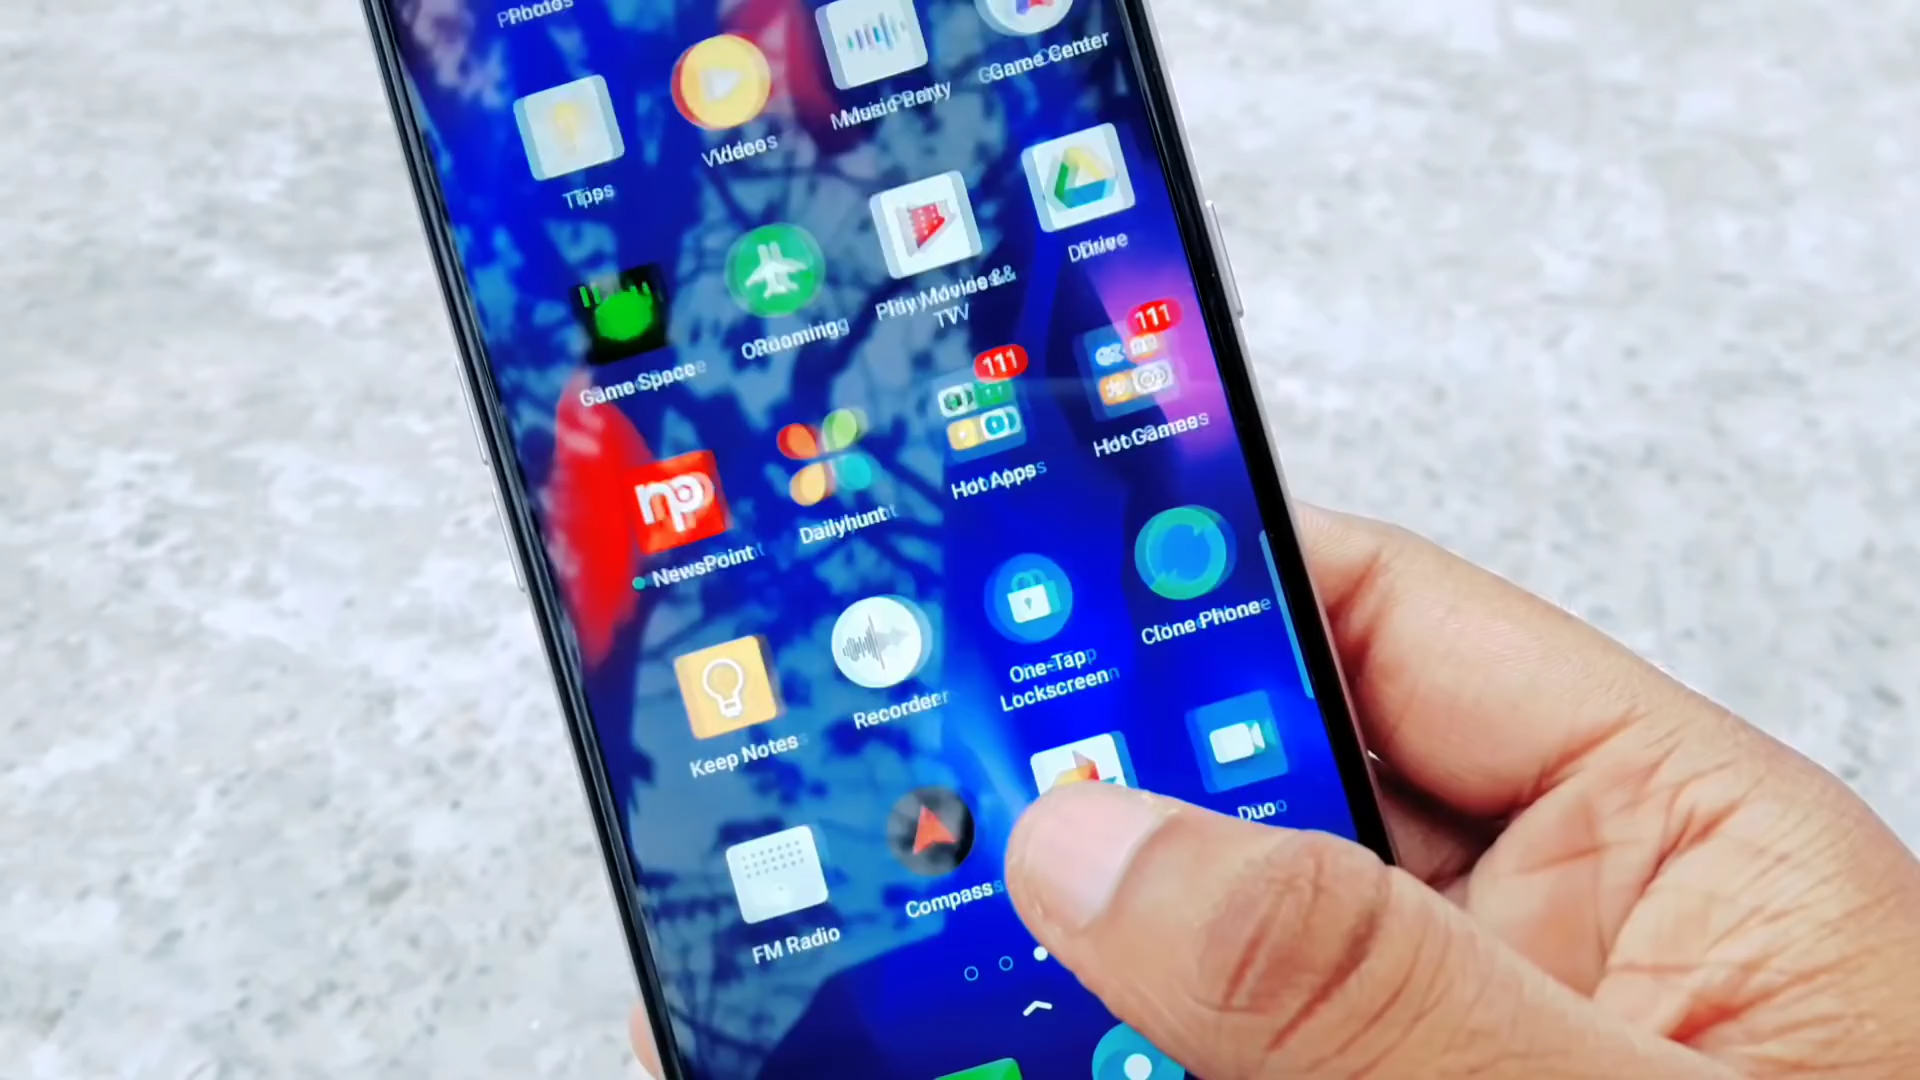 Photos
Tips
Videos
Music Party
Game Center
Game Space
ORoaming
Play Movies &
TV
Drive
NewsPoint
Dailyhunt
Hot Apps
Hot Games
Keep Notes
Recorder
One-Tap
Lockscreen
Clone Phone
FM Radio
Compass
Duo
111
111
np